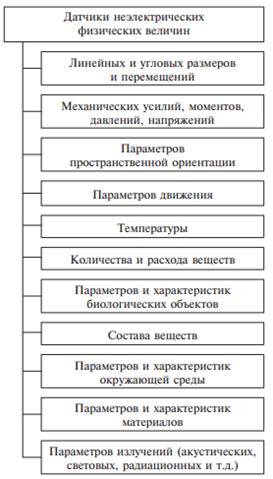 Датчики неэлектрических
физических величин
Линейных и угловых размеров
и перемещений
Механических усилий, моментов,
давлений, напряжений
Параметров
пространственной ориентации
Параметров движения
Температуры
Количества и расхода веществ
Параметров и характеристик
биологических объектов
Состава веществ
Параметров и характеристик
окружающей среды
Параметров и характеристик
материалов
Параметров излучений (акустических,
световых, радиационных и т.д.)